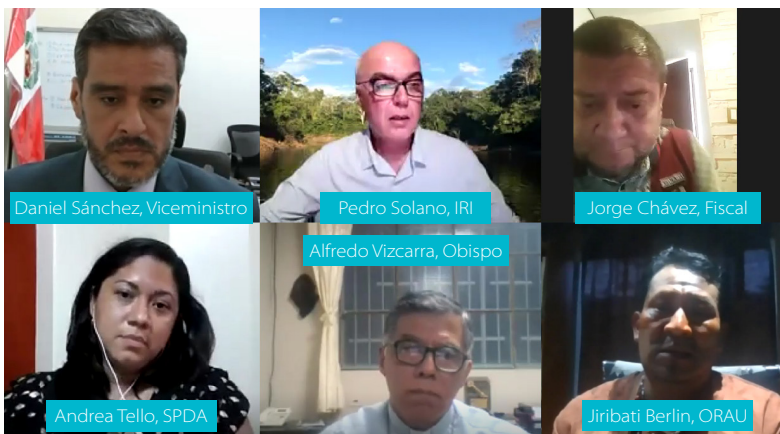 Daniel Sánchez, Viceministro
Pedro Solano, IRI
Jorge Chávez, Fiscal
Alfredo Vizcarra, Obispo
Andrea Tello, SPDA
Jiribati Berlin, ORAU